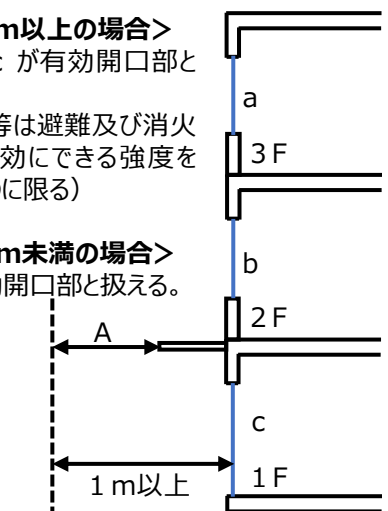 m以上の場合>
が有効開口部と
等は避難及び消火
効にできる強度を
に限る）
m未満の場合>
開口部と扱える。
a
3F
b
2F
A
c
1m以上
1F